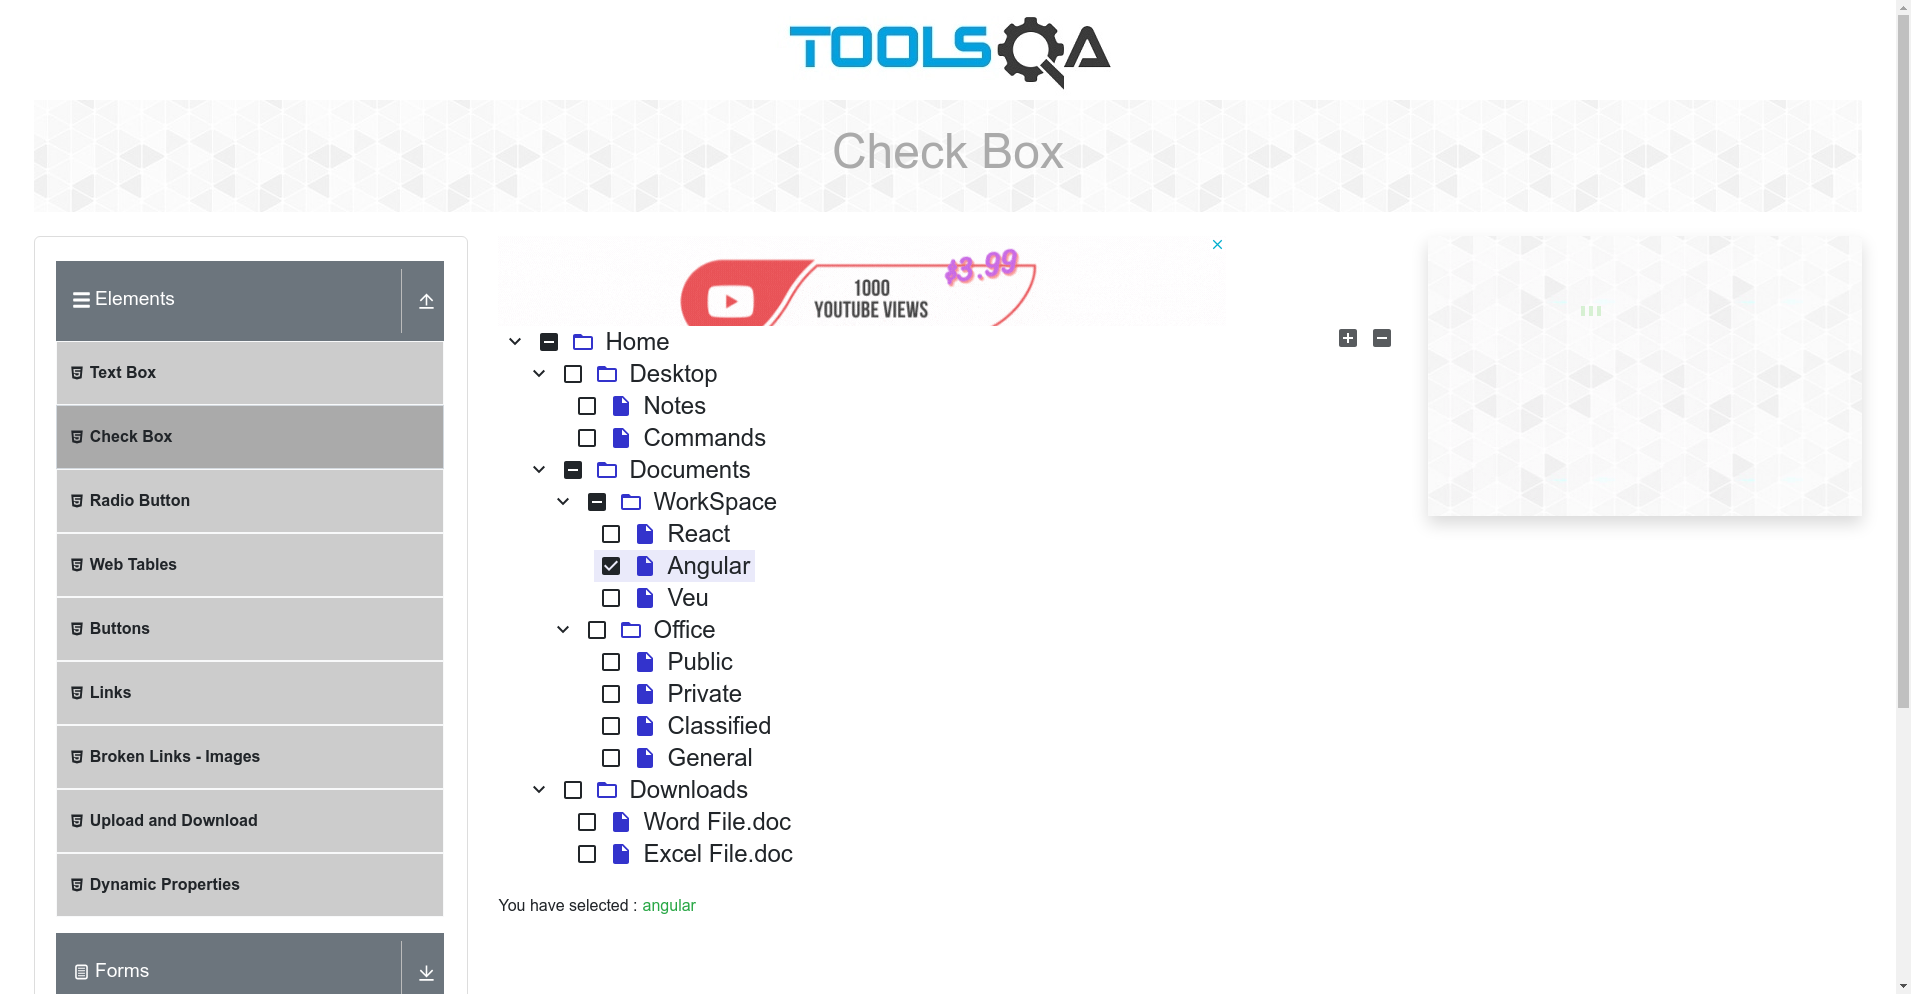 TOOLSQA
Check Box
Elements
Text Box
Check Box
Radio Button
Web Tables
Buttons
Links
Broken Links - Images
Upload and Download
Dynamic Properties
Forms
$3.99
1000
YOUTUBE VIEWS
Home
Desktop
Notes
Commands
Documents
WorkSpace
React
Angular
Veu
Office
Public
Private
Classified
General
Downloads
Word File.doc
Excel File.doc
You have selected : angular